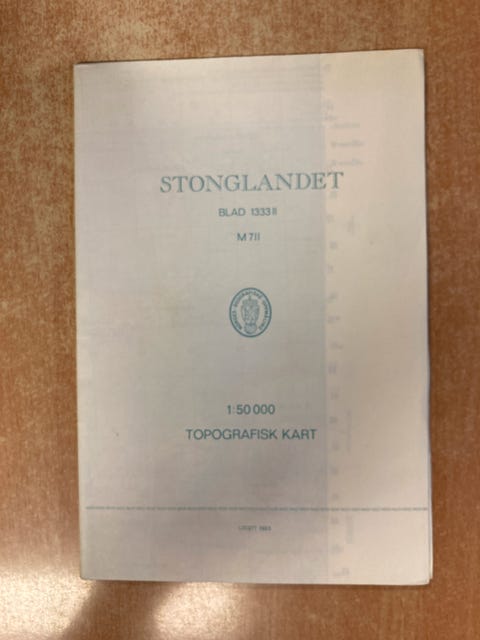 STONGLANDET
BLAD 1333 II
M 711
1:50 000
TOPOGRAFISK KART